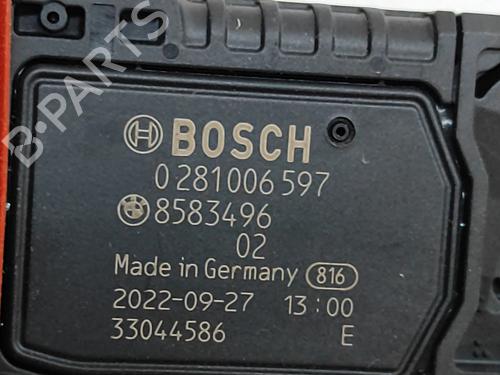 BOSCH
0 281 006 597
8583496
02
Made in Germany 816
2022-09-27 13:00
33044586 E
B-PARTS